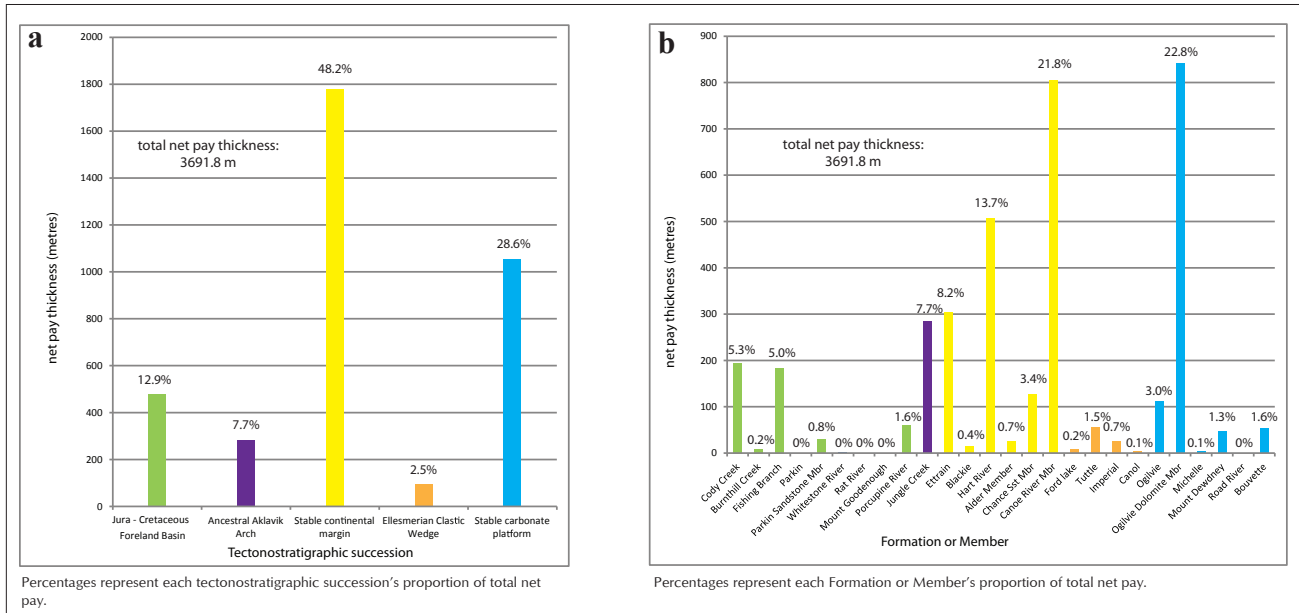 a
2000
1800
1600
1400
1200
1000
800
600
400
200
0
net pay thickness (metres)
total net pay thickness:
3691.8 m
12.9%
7.7%
48.2%
2.5%
28.6%
Jura - Cretaceous
Foreland Basin
Ancestral Aklavik
Arch
Stable continental
margin
Ellesmerian Clastic
Wedge
Stable carbonate
platform
Tectonostratigraphic succession
Percentages represent each tectonostratigraphic succession's proportion of total net
pay.
b
900
800
700
600
500
400
300
200
100
0
net pay thickness (metres)
total net pay thickness:
3691.8 m
5.3%
0.2%
5.0%
0%
0.8%
0%
0%
0%
1.6%
7.7%
8.2%
0.4%
13.7%
0.7%
3.4%
21.8%
0.2%
1.5%
0.7%
0.1%
3.0%
22.8%
0.1%
1.3%
0%
1.6%
Cody Creek
Burnthill Creek
Fishing Branch
Parkin
Parkin Sandstone Mbr
Whitestone River
Rat River
Mount Goodenough
Porcupine River
Jungle Creek
Ettrain
Blackie
Hart River
Alder Member
Chance Sst Mbr
Canoe River Mbr
Ford lake
Tuttle
Imperial
Canol
Ogilvie
Ogilvie Dolomite Mbr
Michelle
Mount Dewdney
Road River
Bouvette
Formation or Member
Percentages represent each Formation or Member's proportion of total net pay.